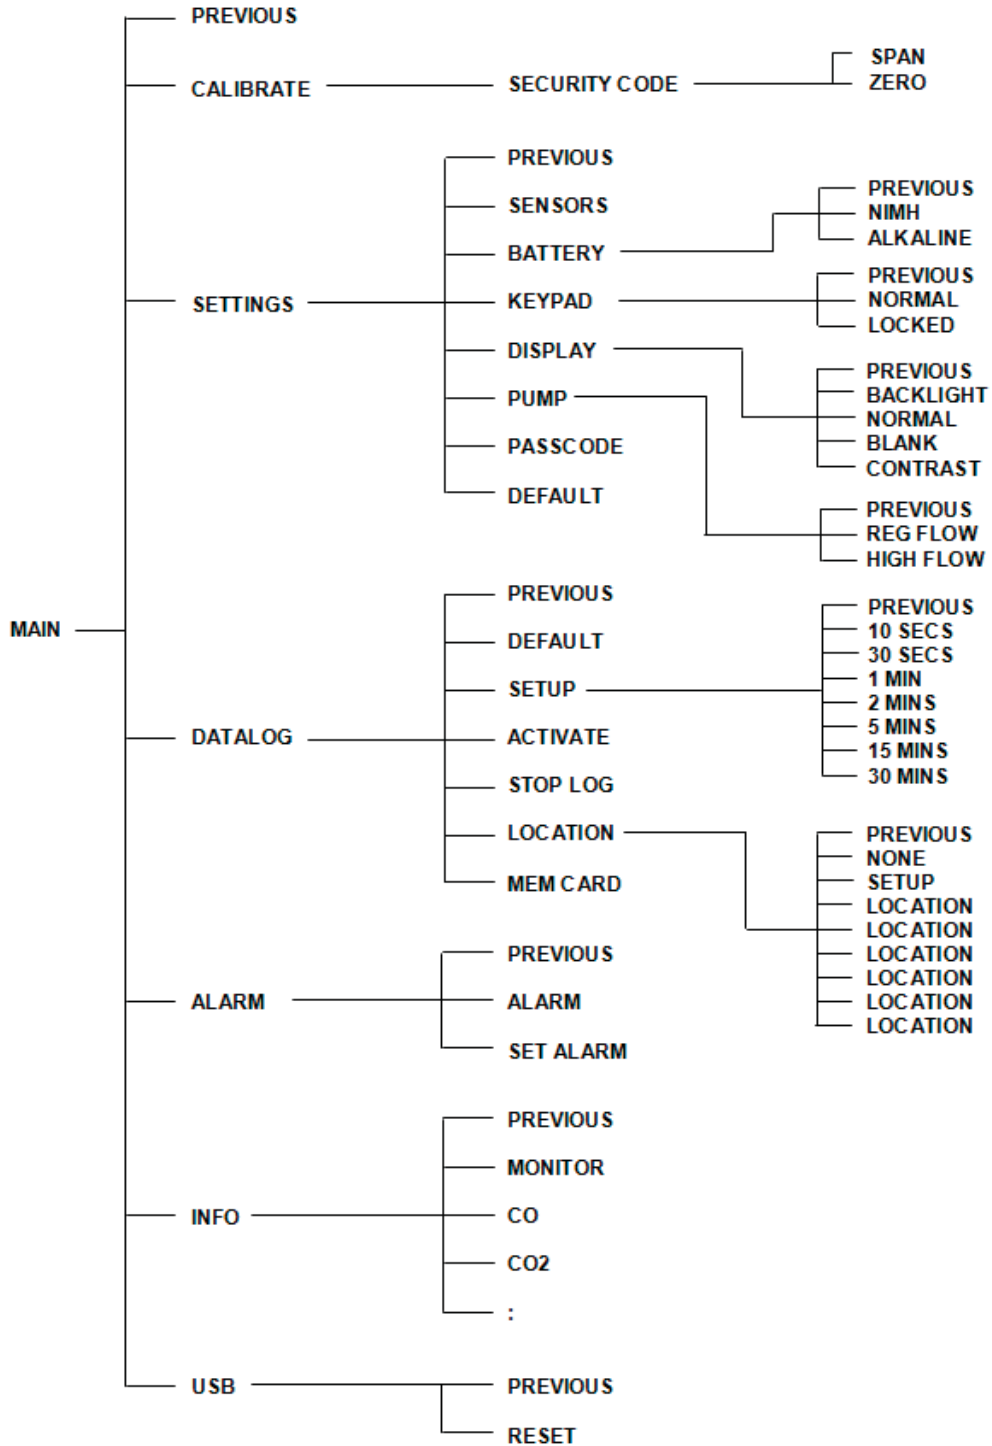 PREVIOUS
CALIBRATE
SECURITY CODE
SPAN
ZERO
SETTINGS
PREVIOUS
SENSORS
BATTERY
PREVIOUS
NIMH
ALKALINE
KEYPAD
PREVIOUS
NORMAL
LOCKED
DISPLAY
PREVIOUS
BACKLIGHT
NORMAL
BLANK
CONTRAST
PUMP
PREVIOUS
REG FLOW
HIGH FLOW
PASSCODE
DEFAULT
MAIN
DATALOG
PREVIOUS
DEFAULT
SETUP
PREVIOUS
10 SECS
30 SECS
1 MIN
2 MINS
5 MINS
15 MINS
30 MINS
ACTIVATE
STOP LOG
LOCATION
PREVIOUS
NONE
SETUP
LOCATION
LOCATION
LOCATION
LOCATION
LOCATION
LOCATION
MEM CARD
ALARM
PREVIOUS
ALARM
SET ALARM
INFO
PREVIOUS
MONITOR
CO
CO2
:
USB
PREVIOUS
RESET